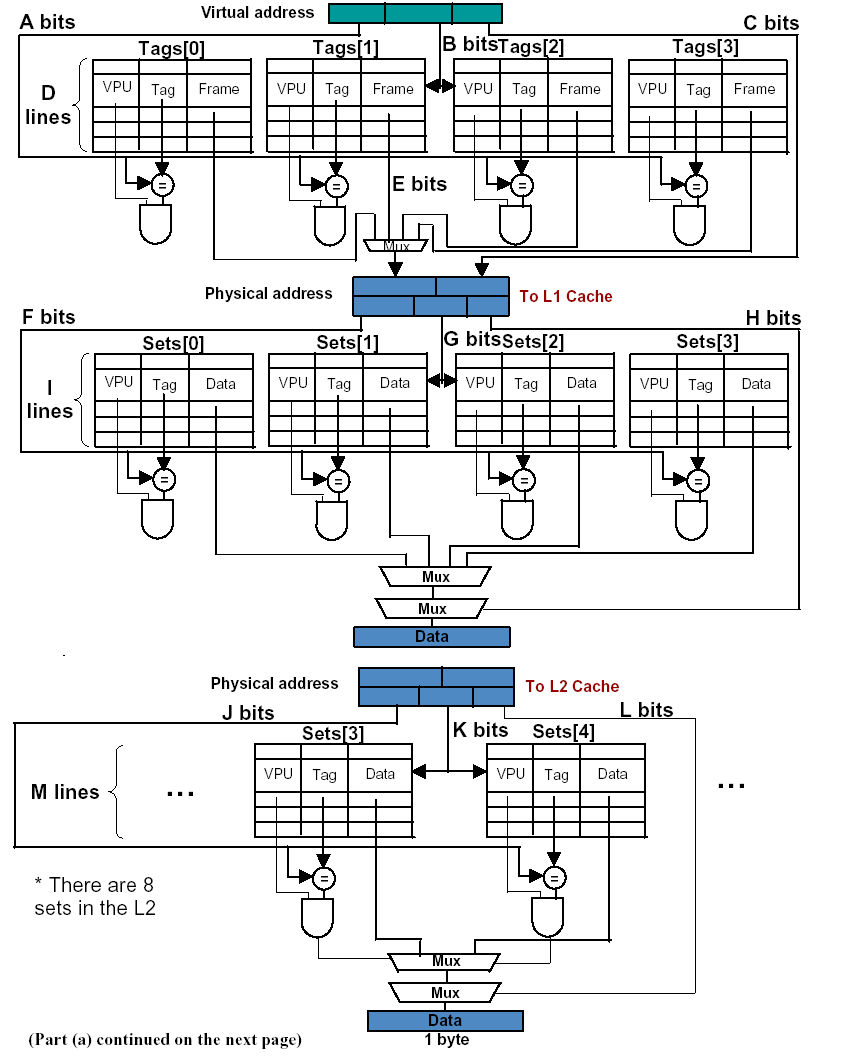 Virtual address
A bits
C bits
B bits
Tags[0]
Tags[1]
Tags[2]
Tags[3]
D
lines
VPU
Tag
Frame
VPU
Tag
Frame
VPU
Tag
Frame
VPU
Tag
Frame
=
=
=
=
E bits
Mux
Physical address
To L1 Cache
F bits
H bits
G bits
Sets[0]
Sets[1]
Sets[2]
Sets[3]
I
lines
VPU
Tag
Data
VPU
Tag
Data
VPU
Tag
Data
VPU
Tag
Data
=
=
=
=
Mux
Mux
Data
Physical address
To L2 Cache
J bits
L bits
K bits
Sets[3]
Sets[4]
M lines
...
VPU
Tag
Data
VPU
Tag
Data
...
=
=
* There are 8
sets in the L2
Mux
Mux
Data
(Part (a) continued on the next page)
1 byte